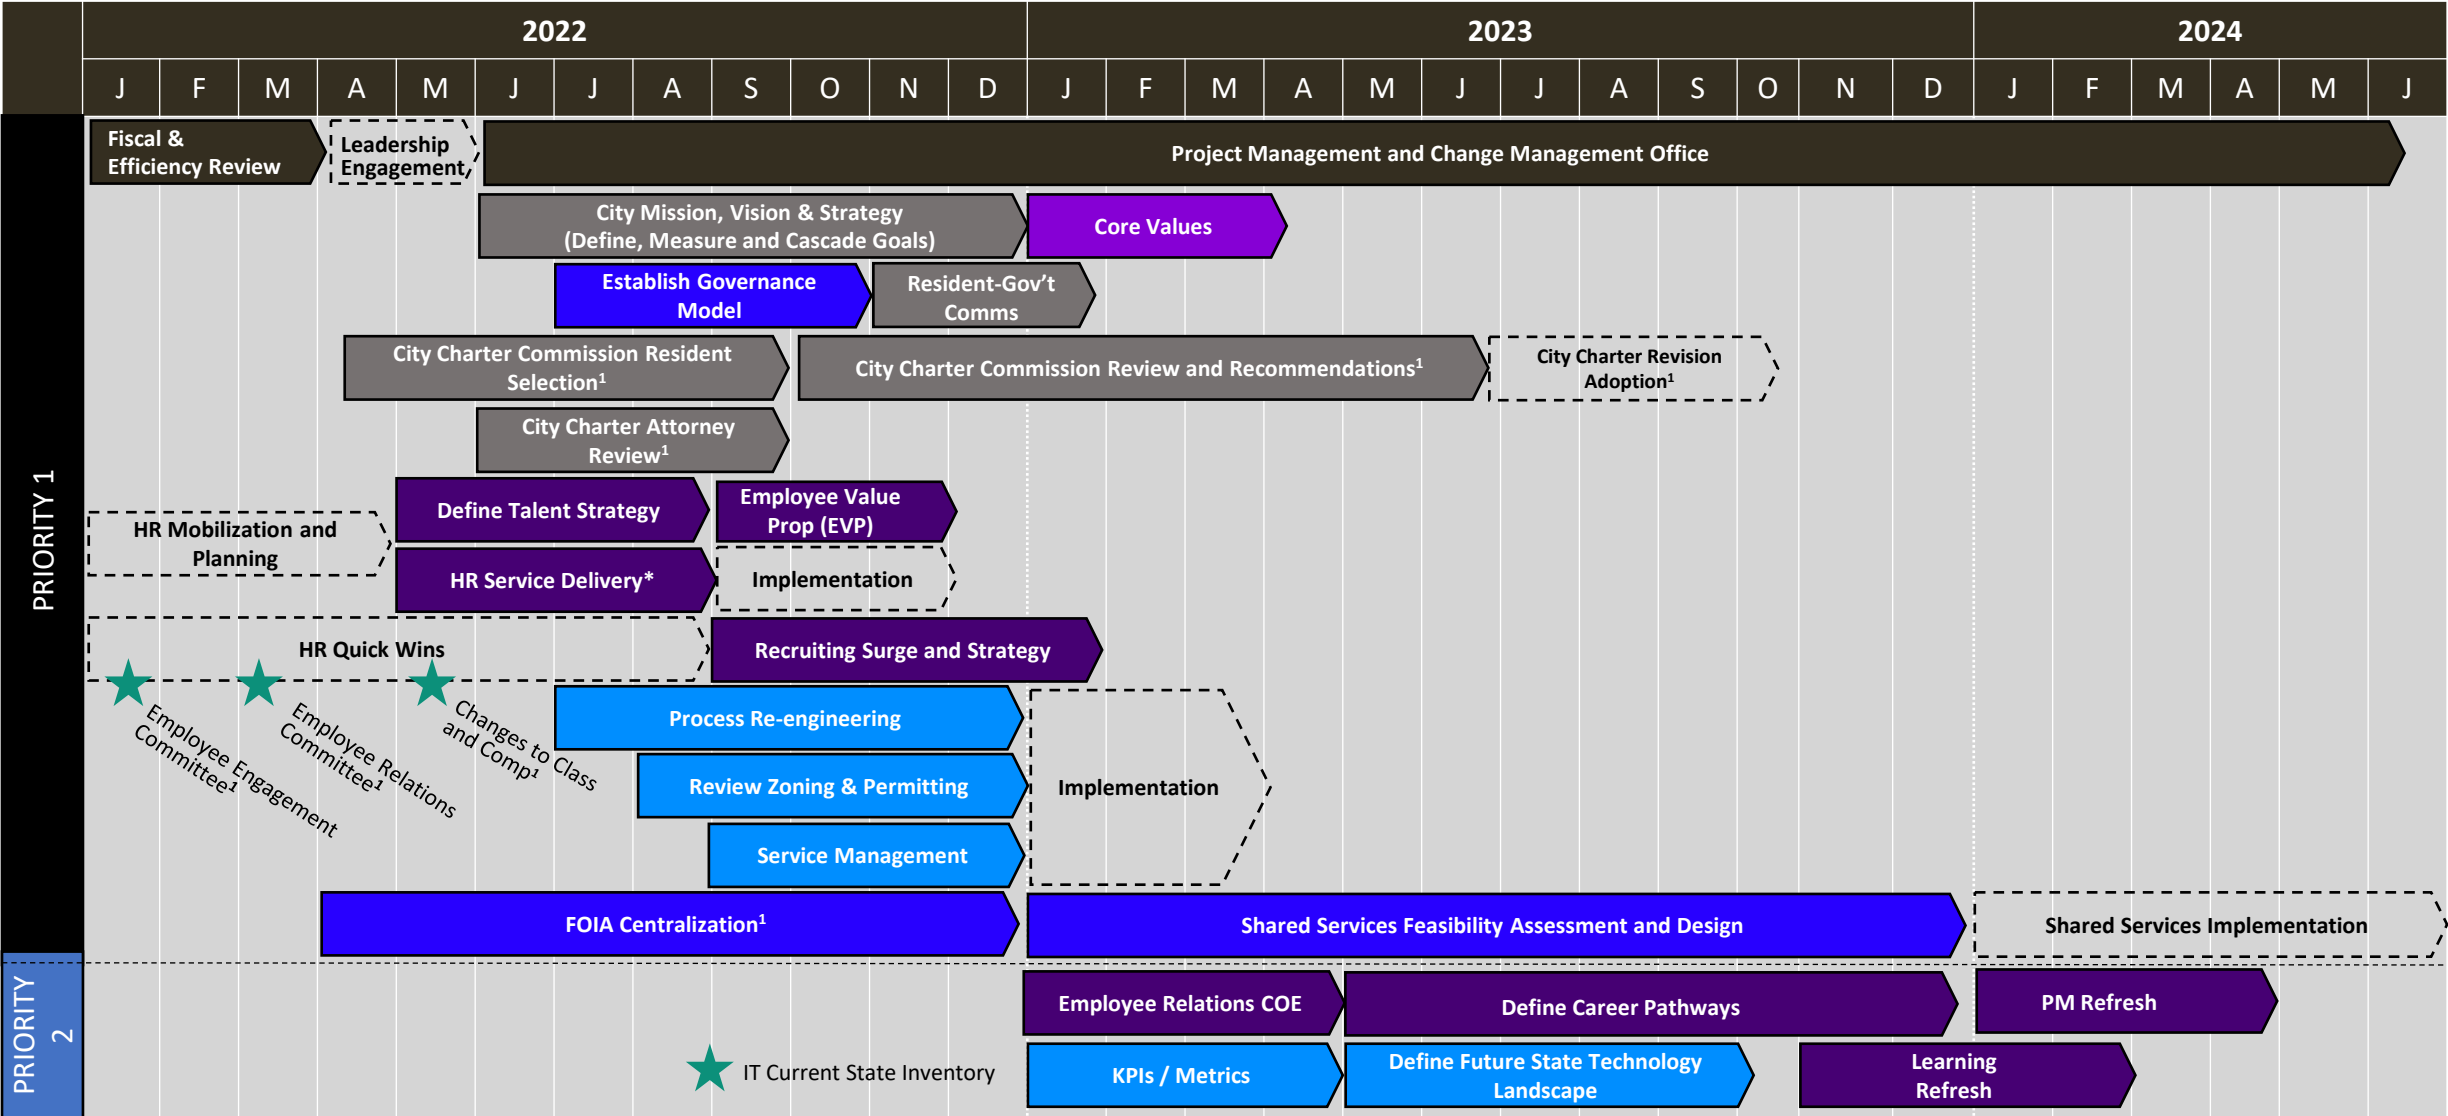 2022
2023
2024
J F M A M J J A S O N D J F M A M J J A S O N D J F M A M J
PRIORITY 1
Fiscal &
Efficiency Review
Leadership
Engagement
Project Management and Change Management Office
City Mission, Vision & Strategy
(Define, Measure and Cascade Goals)
Core Values
Establish Governance
Model
Resident-Gov’t
Comms
City Charter Commission Resident
Selection¹
City Charter Commission Review and Recommendations¹
City Charter Revision
Adoption¹
City Charter Attorney
Review¹
HR Mobilization and
Planning
Define Talent Strategy
Employee Value
Prop (EVP)
HR Service Delivery*
Implementation
HR Quick Wins
Recruiting Surge and Strategy
Employee Engagement
Committee¹
Employee Relations
Committee¹
Changes to Class
and Comp¹
Process Re-engineering
Review Zoning & Permitting
Service Management
Implementation
FOIA Centralization¹
Shared Services Feasibility Assessment and Design
Shared Services Implementation
PRIORITY
2
Employee Relations COE
Define Career Pathways
PM Refresh
IT Current State Inventory
KPIs / Metrics
Define Future State Technology
Landscape
Learning
Refresh